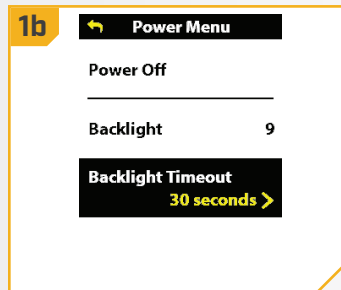 1b
Power Menu
Power Off
Backlight 9
Backlight Timeout
30 seconds >